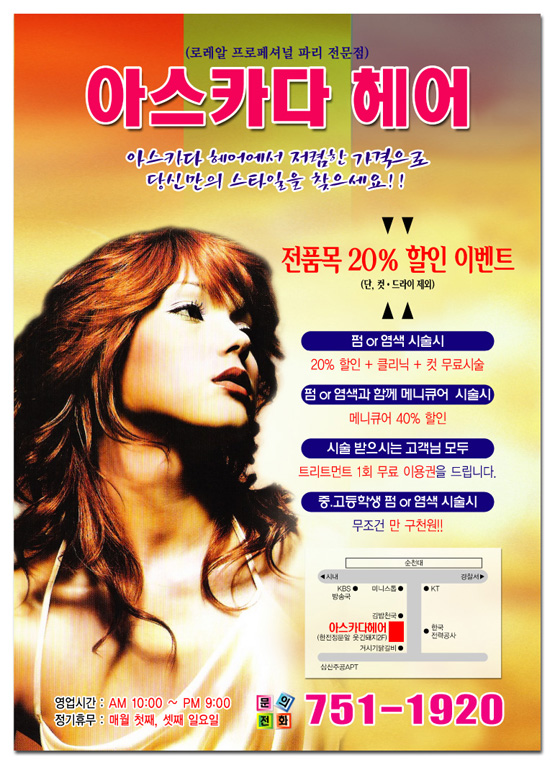 (로레알 프로페셔널 파리 전문점)
아스카다 헤어
아스카다 헤어에서 저렴한 가격으로
당신만의 스타일을 찾으세요!!
전품목 20% 할인 이벤트
(단, 컷·드라이 제외)
펌 or 염색 시술시
20% 할인 + 클리닉 + 컷 무료시술
펌 or 염색과 함께 메니큐어 시술시
메니큐어 40% 할인
시술 받으시는 고객님 모두
트리트먼트 1회 무료 이용권을 드립니다.
중.고등학생 펌 or 염색 시술시
무조건 만 구천원!!
순천대
◀시내
경찰서▶
KBS
방송국
미니스톱
KT
김밥천국
아스카다헤어
(한전정문앞 웃긴돼지2F)
한국
전력공사
거시기닭갈비
심산주공APT
영업시간 : AM 10:00 ~ PM 9:00
정기휴무 : 매월 첫째, 셋째 일요일
문의
전화
751-1920